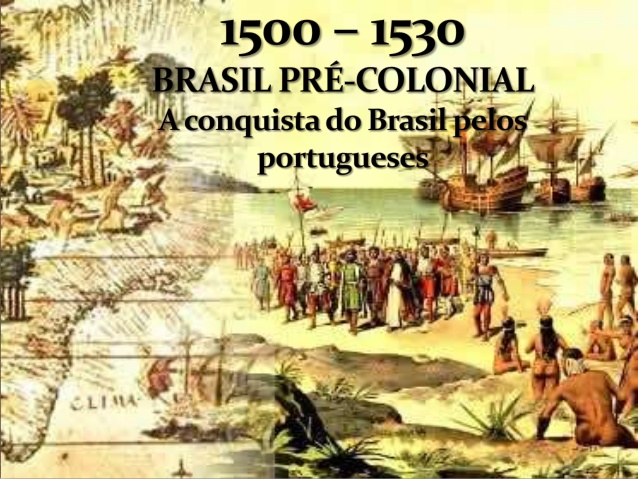 1500 – 1530
BRASIL PRÉ-COLONIAL
A conquista do Brasil pelos
portugueses
CLIMA